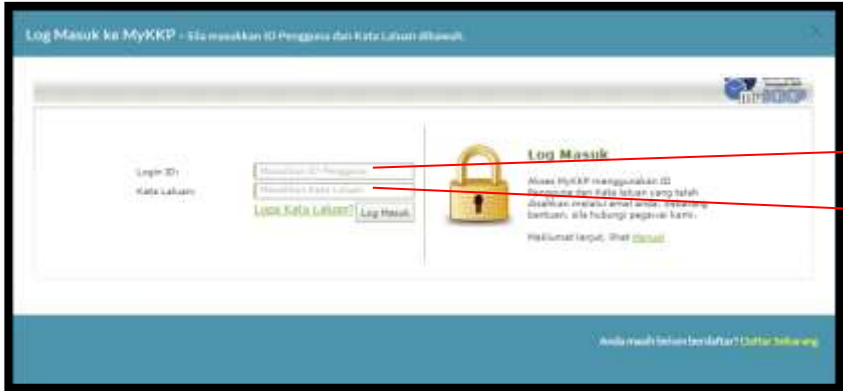 Log Masuk ke MyKKP - Sila masukkan ID Pengguna dan Kata Laluan dibawah.
Login ID:
Masukkan ID Pengguna
Kata Laluan:
Masukkan Kata Laluan
Lupa Kata Laluan?
Log Masuk
Log Masuk
Akses MyKKP menggunakan ID
Pengguna dan Kata laluan yang telah
disahkan melalui emel anda. Sebarang
bantuan, sila hubungi pegawai kami.
Maklumat lanjut, lihat Manual
Anda masih belum berdaftar? Daftar Sekarang